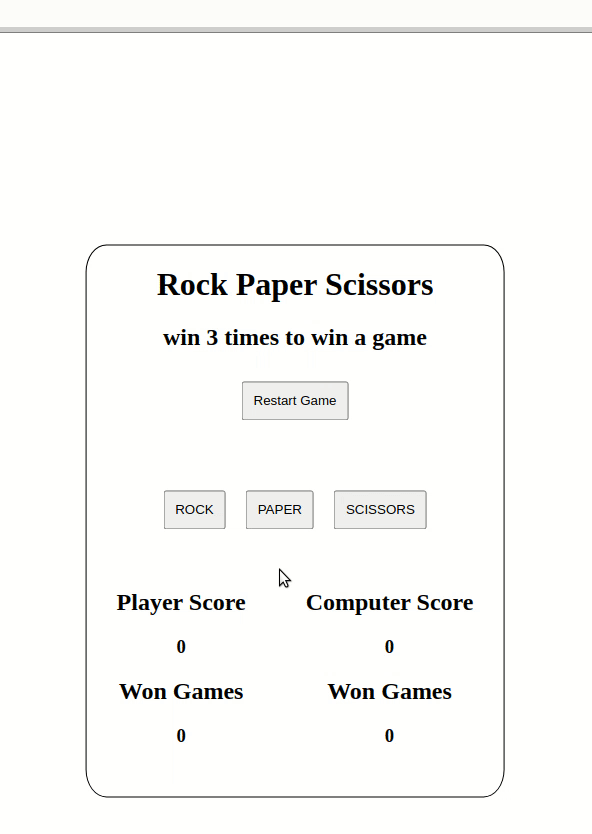 Rock Paper Scissors
win 3 times to win a game
Restart Game
ROCK PAPER SCISSORS
Player Score Computer Score
0 0
Won Games Won Games
0 0